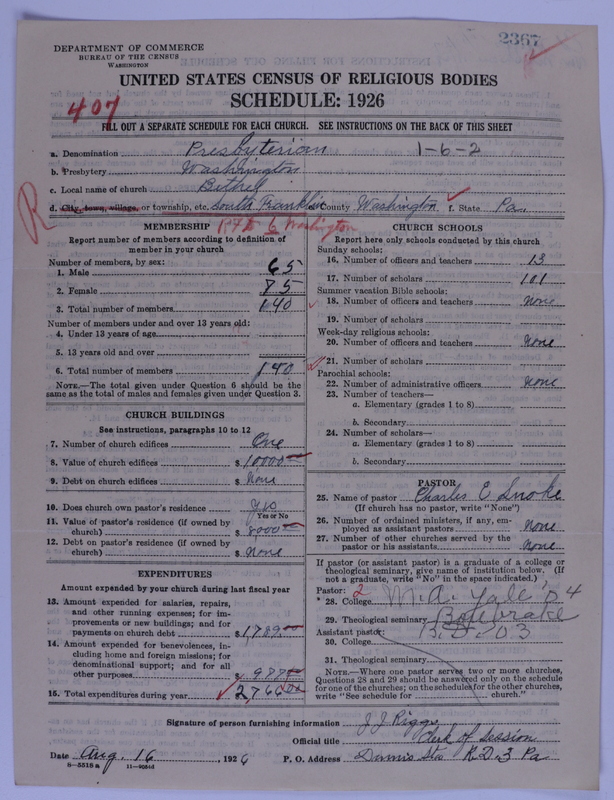 2367
DEPARTMENT OF COMMERCE
BUREAU OF THE CENSUS
WASHINGTON
UNITED STATES CENSUS OF RELIGIOUS BODIES
SCHEDULE: 1926
407
FILL OUT A SEPARATE SCHEDULE FOR EACH CHURCH. SEE INSTRUCTIONS ON THE BACK OF THIS SHEET
a. Denomination Presbyterian 1-6-2
b. Presbytery Washington
c. Local name of church Bethel
d. City, town, village, or township, etc. South Franklin e. County Washington f. State Pa.
R
R#6 Washington
MEMBERSHIP
Report number of members according to definition of member in your church
Number of members, by sex:
1. Male 65
2. Female 75
3. Total number of members 140
Number of members under and over 13 years old:
4. Under 13 years of age
5. 13 years old and over
6. Total number of members 140
NOTE.—The total given under Question 6 should be the same as the total of males and females given under Question 3.
CHURCH BUILDINGS
See instructions, paragraphs 10 to 12
7. Number of church edifices One
8. Value of church edifices $ 10000
9. Debt on church edifices $ None
10. Does church own pastor's residence Yes
Yes or No
11. Value of pastor's residence (if owned by church) $ 8000
12. Debt on pastor's residence (if owned by church) $ None
EXPENDITURES
Amount expended by your church during last fiscal year
13. Amount expended for salaries, repairs, and other running expenses; for improvements or new buildings; and for payments on church debt $ 1789.00
14. Amount expended for benevolences, including home and foreign missions; for denominational support; and for all other purposes $
15. Total expenditures during year 2766.00
CHURCH SCHOOLS
Report here only schools conducted by this church
Sunday schools:
16. Number of officers and teachers 13
17. Number of scholars 101
Summer vacation Bible schools:
18. Number of officers and teachers None
19. Number of scholars
Week-day religious schools:
20. Number of officers and teachers None
21. Number of scholars
Parochial schools:
22. Number of administrative officers None
23. Number of teachers—
a. Elementary (grades 1 to 8)
b. Secondary
24. Number of scholars—
a. Elementary (grades 1 to 8)
b. Secondary
PASTOR
25. Name of pastor Charles E Snoke
(If church has no pastor, write "None")
26. Number of ordained ministers, if any, employed as assistant pastors None
27. Number of other churches served by the pastor or his assistants None
If pastor (or assistant pastor) is a graduate of a college or theological seminary, give name of institution below. (If not a graduate, write "No" in the space indicated.)
Pastor: 2
* 28. College M.A. Yale
29. Theological seminary Bonebrake
B.D. 03
Assistant pastor:
30. College
31. Theological seminary
NOTE.—Where one pastor serves two or more churches, Questions 28 and 29 should be answered only on the schedule for one of the churches; on the schedules for the other churches, write "See schedule for church."
Signature of person furnishing information J J Riggs
Official title Clerk of Session
Date Aug. 16, 1926 P. O. Address R.D. 3 Pa